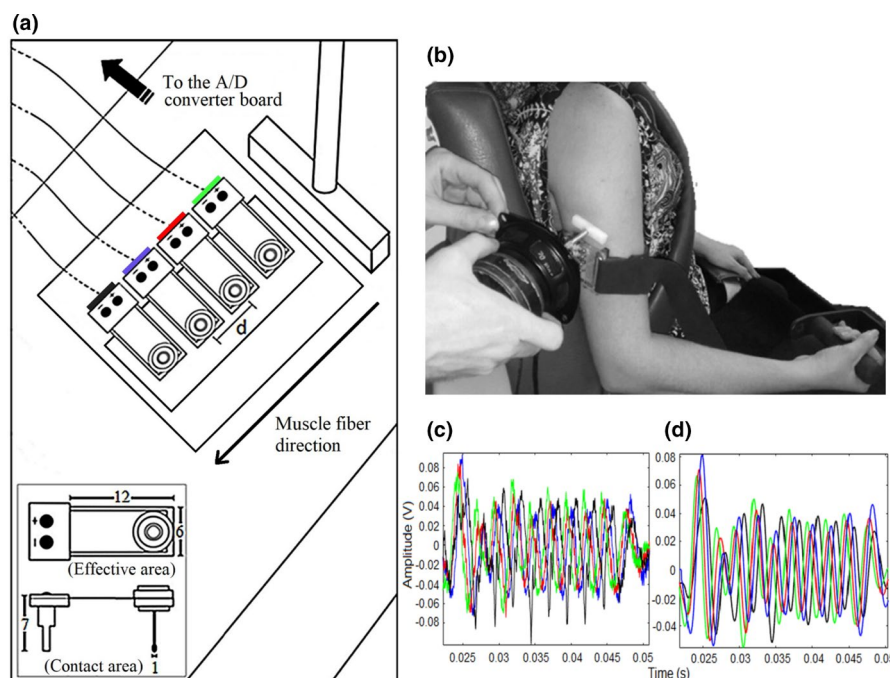 (a)
To the A/D
converter board
+ -
+ -
+ -
+ -
d
Muscle fiber
direction
12
+
-
6
(Effective area)
7
(Contact area)
1
(b)
(c)
0.08
0.06
0.04
0.02
0
-0.02
-0.04
-0.06
-0.08
Amplitude (V)
0.025 0.03 0.035 0.04 0.045 0.05
(d)
0.08
0.06
0.04
0.02
0
-0.02
-0.04
0.025 0.03 0.035 0.04 0.045 0.05
Time (s)